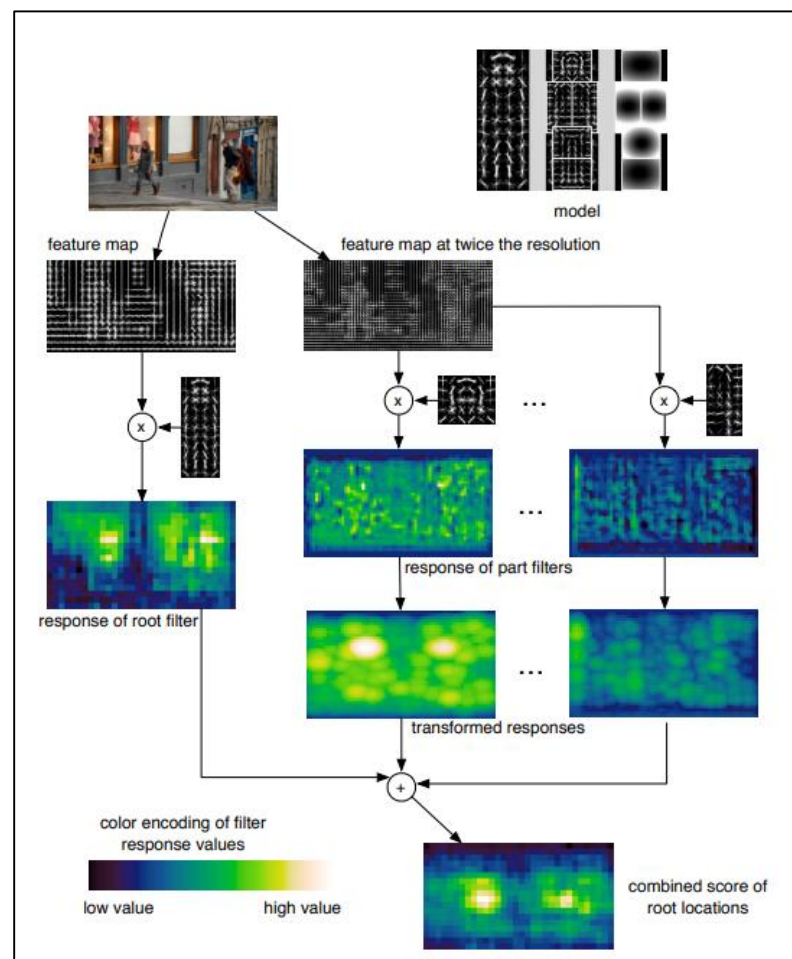 model
feature map
feature map at twice the resolution
x
x
...
x
...
response of part filters
response of root filter
...
transformed responses
+
color encoding of filter
response values
low value
high value
combined score of
root locations